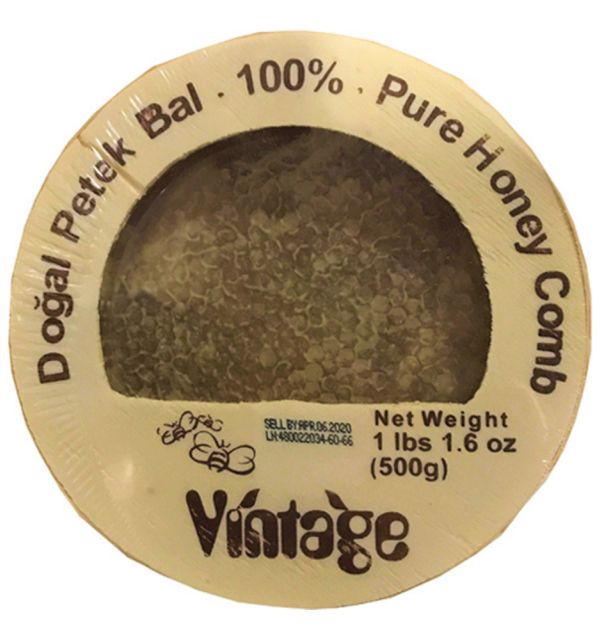 Doğal Petek Bal . 100% . Pure Honey Comb
SELL BY:APR.06.2020
LH:480022034-60-66
Net Weight
1 lbs 1.6 oz
(500g)
Vintage